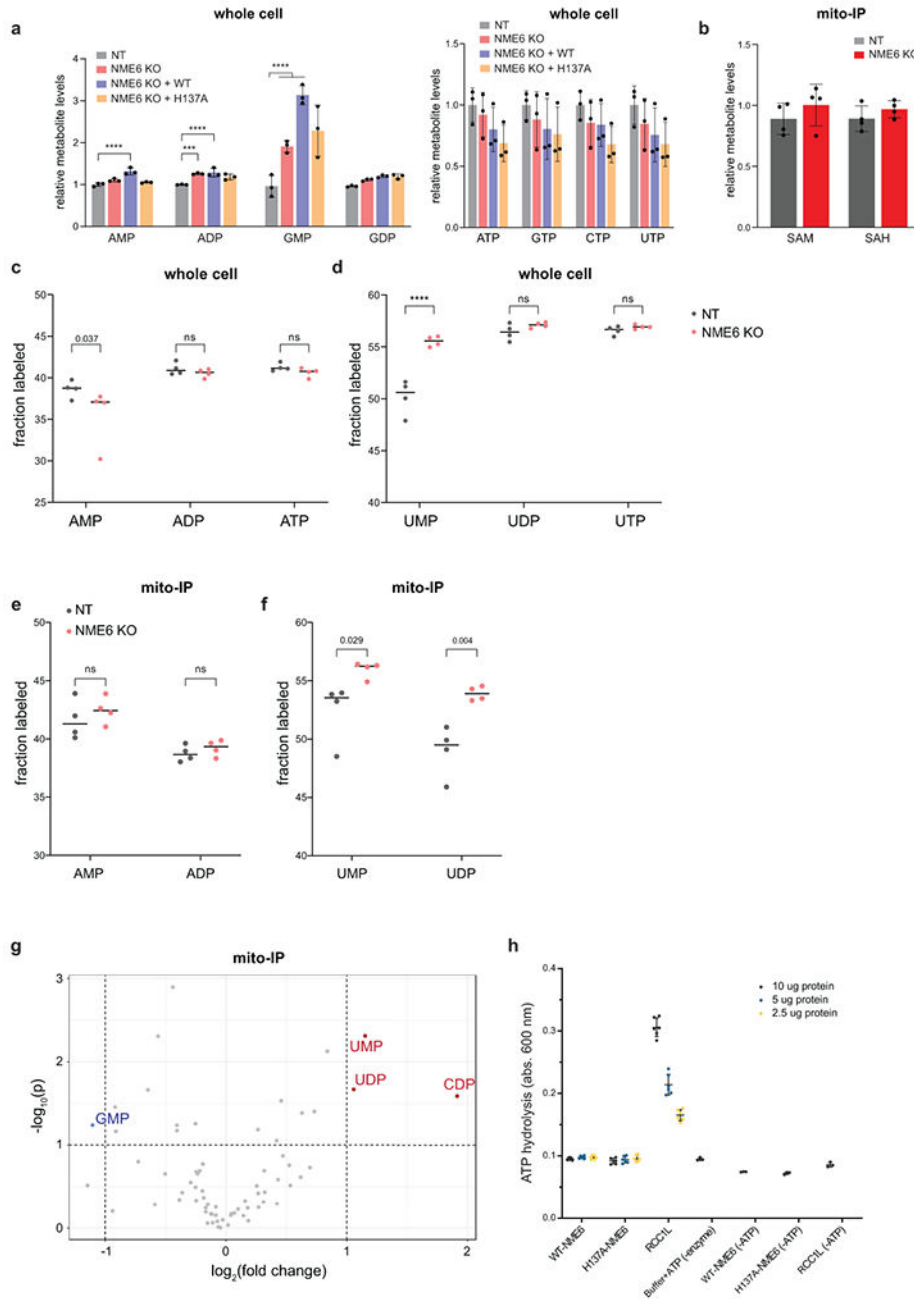 a
whole cell
NT
NME6 KO
NME6 KO + WT
NME6 KO + H137A
relative metabolite levels
4
3
2
1
0
****
****
***
****
AMP
ADP
GMP
GDP
whole cell
NT
NME6 KO
NME6 KO + WT
NME6 KO + H137A
relative metabolite levels
1.5
1.0
0.5
0.0
ATP
GTP
CTP
UTP
b
mito-IP
NT
NME6 KO
relative metabolite levels
1.5
1.0
0.5
0.0
SAM
SAH
c
whole cell
fraction labeled
50
45
40
35
30
25
0.037
ns
ns
AMP
ADP
ATP
d
whole cell
fraction labeled
60
55
50
45
40
****
ns
ns
UMP
UDP
UTP
NT
NME6 KO
e
mito-IP
NT
NME6 KO
fraction labeled
50
45
40
35
30
ns
ns
AMP
ADP
f
mito-IP
fraction labeled
60
55
50
45
40
0.029
0.004
UMP
UDP
g
mito-IP
-log10(p)
3
2
1
0
GMP
UMP
UDP
CDP
-1
0
1
2
log2(fold change)
h
ATP hydrolysis (abs. 600 nm)
0.4
0.3
0.2
0.1
0.0
10 ug protein
5 ug protein
2.5 ug protein
WT-NME6
H137A-NME6
RCC1L
Buffer+ATP (-enzyme)
WT-NME6 (-ATP)
H137A-NME6 (-ATP)
RCC1L (-ATP)